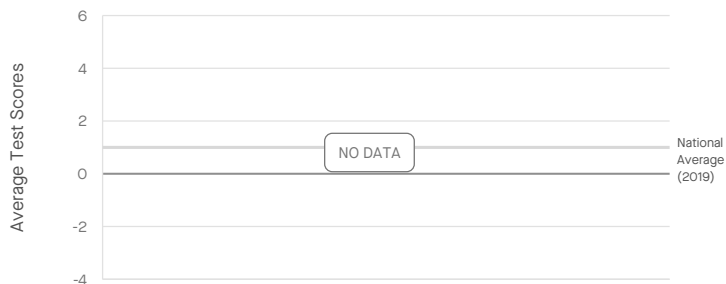 Average Test Scores
6
4
2
0
-2
-4
NO DATA
National
Average
(2019)